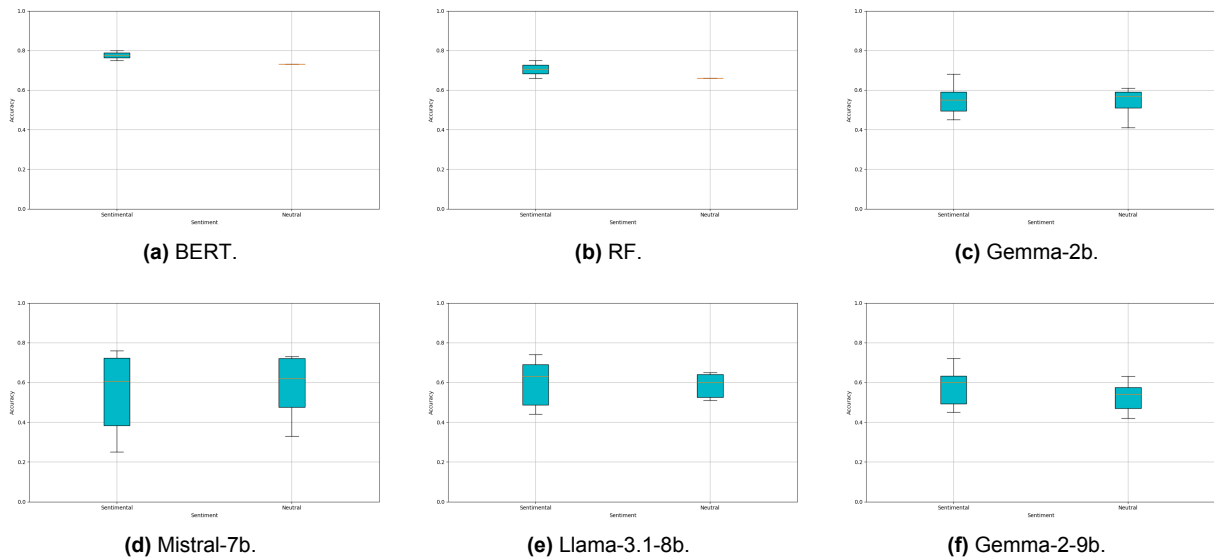 1.0
0.8
0.6
0.4
0.2
0.0
Accuracy
Sentimental
Neutral
Sentiment
(a) BERT.
1.0
0.8
0.6
0.4
0.2
0.0
Accuracy
Sentimental
Neutral
Sentiment
(b) RF.
1.0
0.8
0.6
0.4
0.2
0.0
Accuracy
Sentimental
Neutral
Sentiment
(c) Gemma-2b.
1.0
0.8
0.6
0.4
0.2
0.0
Accuracy
Sentimental
Neutral
Sentiment
(d) Mistral-7b.
1.0
0.8
0.6
0.4
0.2
0.0
Accuracy
Sentimental
Neutral
Sentiment
(e) Llama-3.1-8b.
1.0
0.8
0.6
0.4
0.2
0.0
Accuracy
Sentimental
Neutral
Sentiment
(f) Gemma-2-9b.